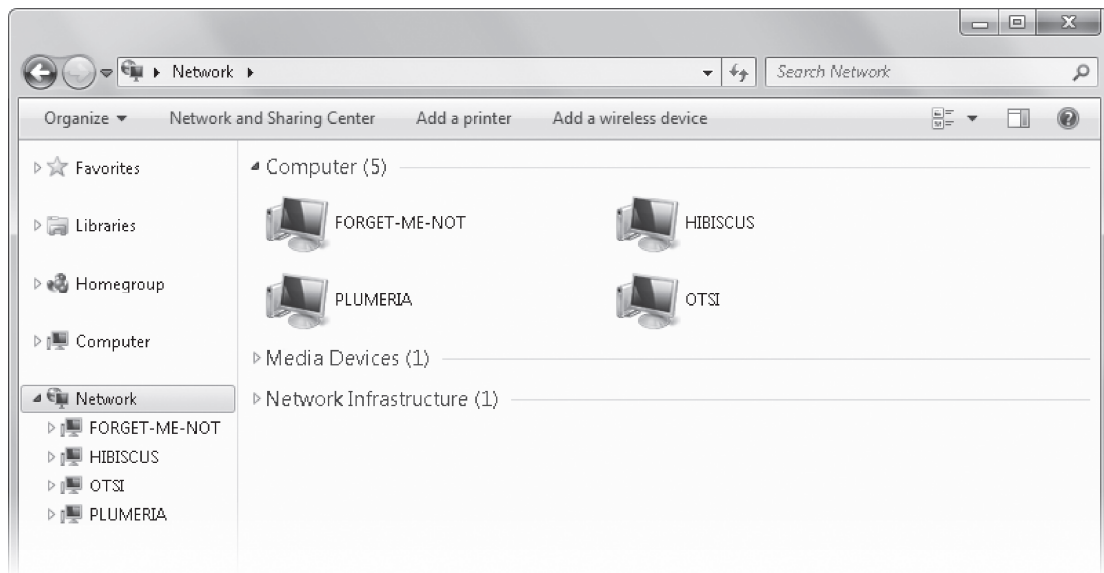 Network
Search Network
Organize
Network and Sharing Center
Add a printer
Add a wireless device
Favorites
Libraries
Homegroup
Computer
Network
FORGET-ME-NOT
HIBISCUS
OTSI
PLUMERIA
Computer (5)
FORGET-ME-NOT
HIBISCUS
PLUMERIA
OTSI
Media Devices (1)
Network Infrastructure (1)